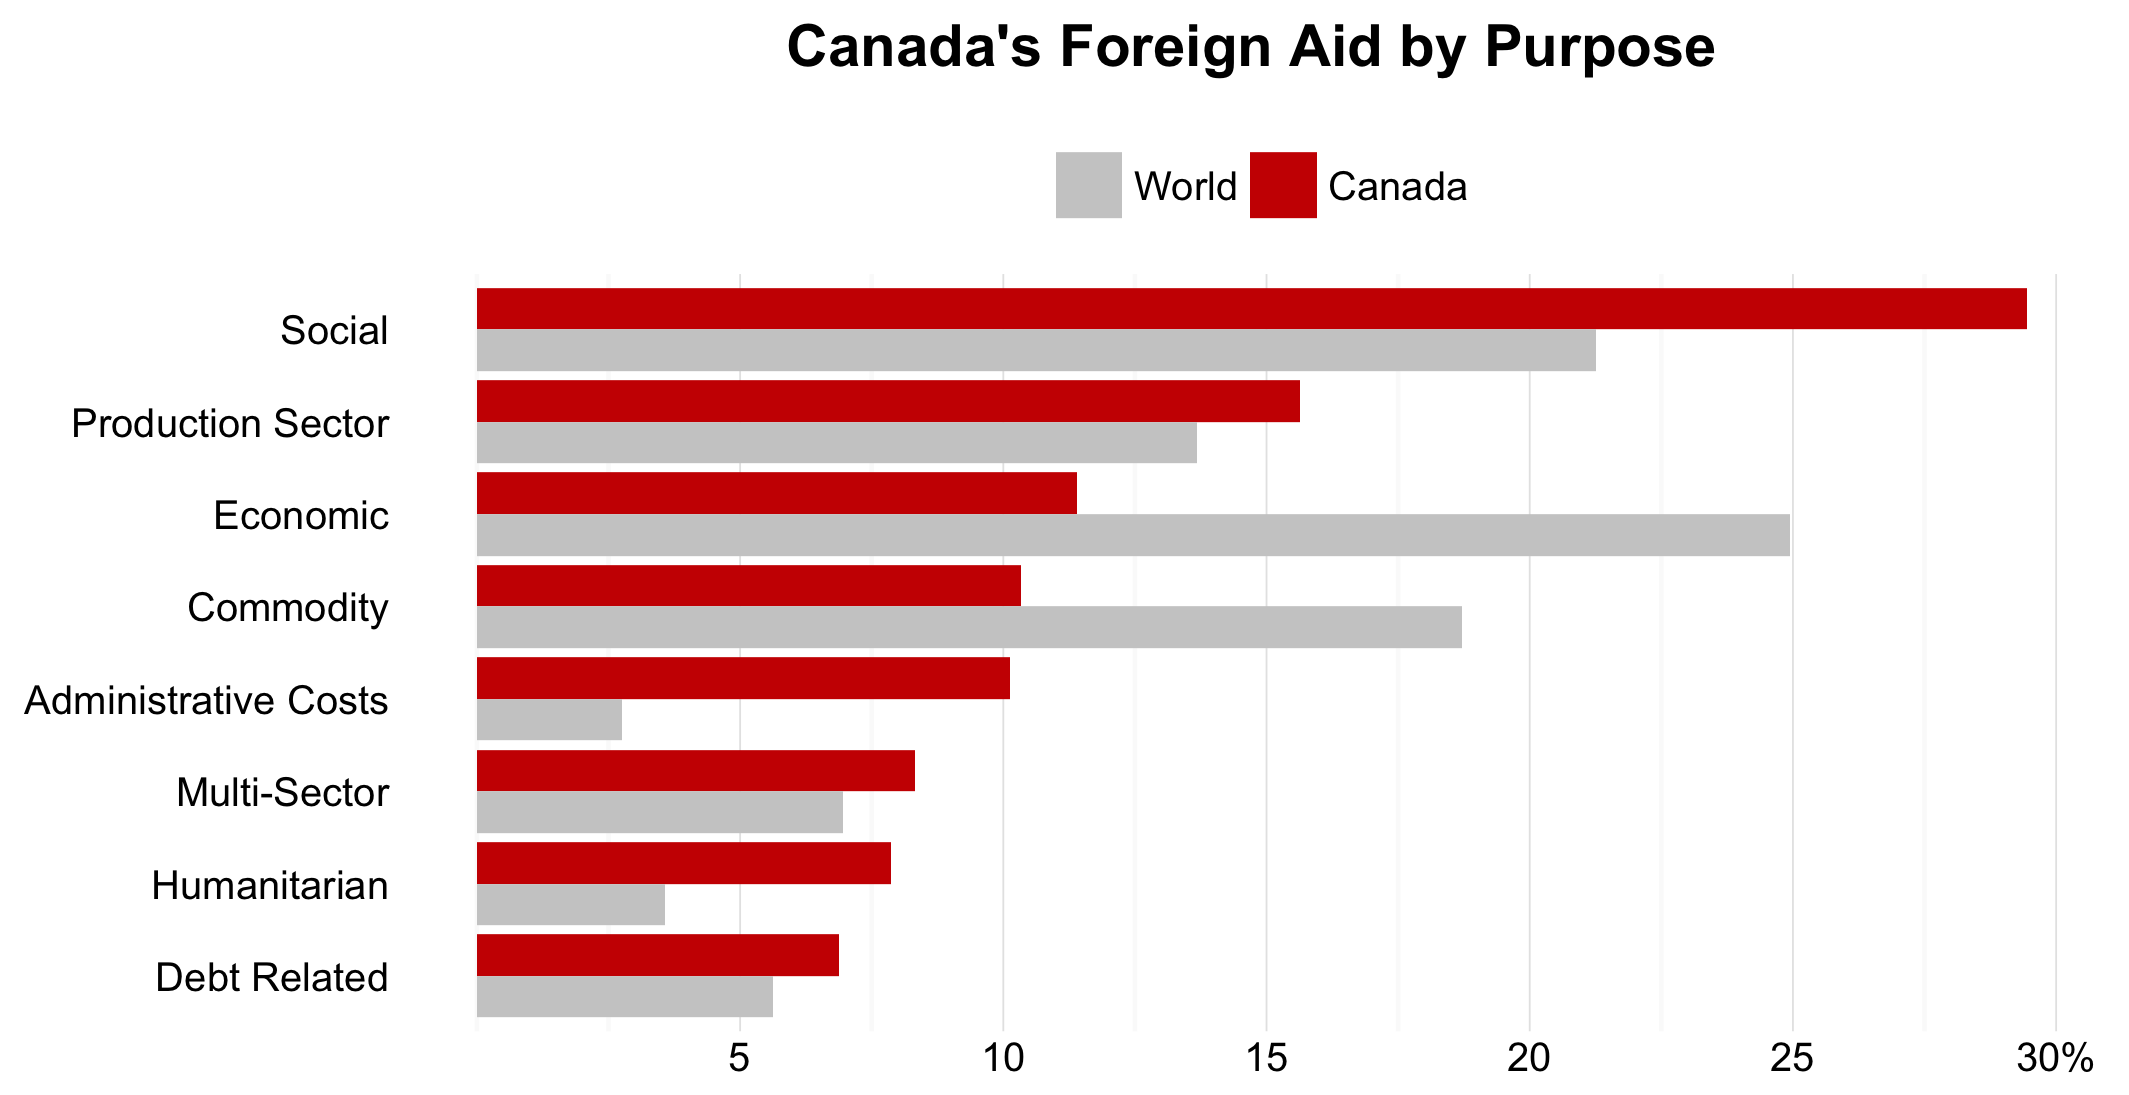 Canada's Foreign Aid by Purpose
World Canada
Social
Production Sector
Economic
Commodity
Administrative Costs
Multi-Sector
Humanitarian
Debt Related
5 10 15 20 25 30%